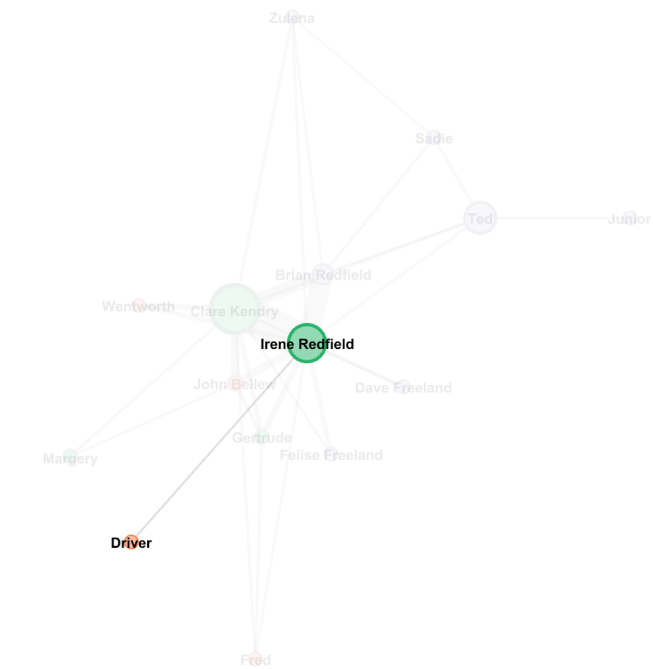 Zulena
Sadie
Ted
Junior
Brian Redfield
Wentworth
Clare Kendry
Irene Redfield
John Bellew
Dave Freeland
Gertrude
Felise Freeland
Margery
Driver
Fred